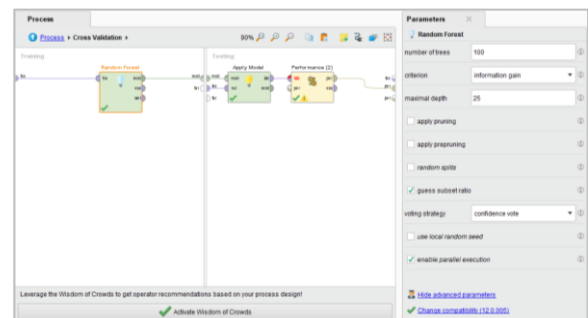 Process
Process ▸ Cross Validation ▸
90%
Training
Testing
Random Forest
tra
mod
exa
wei
Apply Model
mod
lab
unl
mod
Performance (2)
lab
per
per
exa
Leverage the Wisdom of Crowds to get operator recommendations based on your process design!
Activate Wisdom of Crowds
Parameters
Random Forest
number of trees
100
criterion
information gain
maximal depth
25
apply pruning
apply prepruning
random splits
guess subset ratio
voting strategy
confidence vote
use local random seed
enable parallel execution
Hide advanced parameters
Change compatibility (12.0.005)